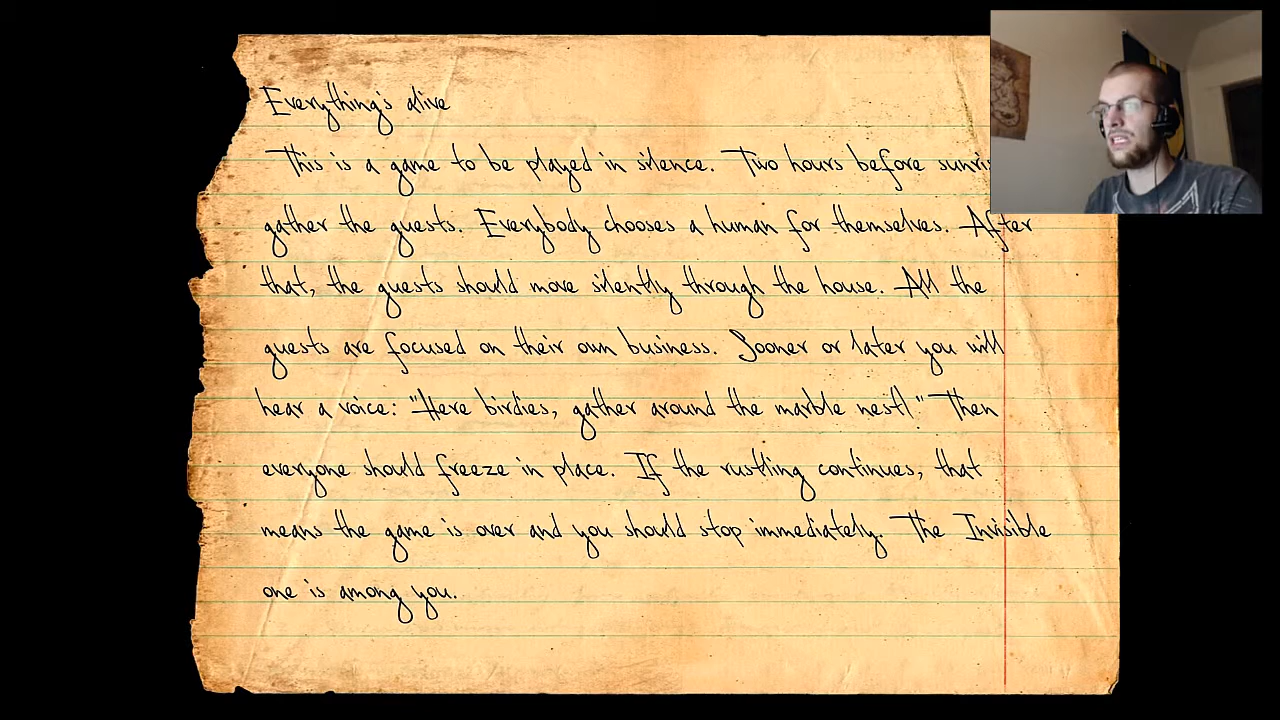 Everything's alive
This is a game to be played in silence. Two hours before
gather the guests. Everybody chooses a human for themselves. After
that, the guests should move silently through the house. All the
guests are focused on their own business. Sooner or later you will
hear a voice: "Here birdies, gather around the marble nest!" Then
everyone should freeze in place. If the rustling continues, that
means the game is over and you should stop immediately. The Invisible
one is among you.